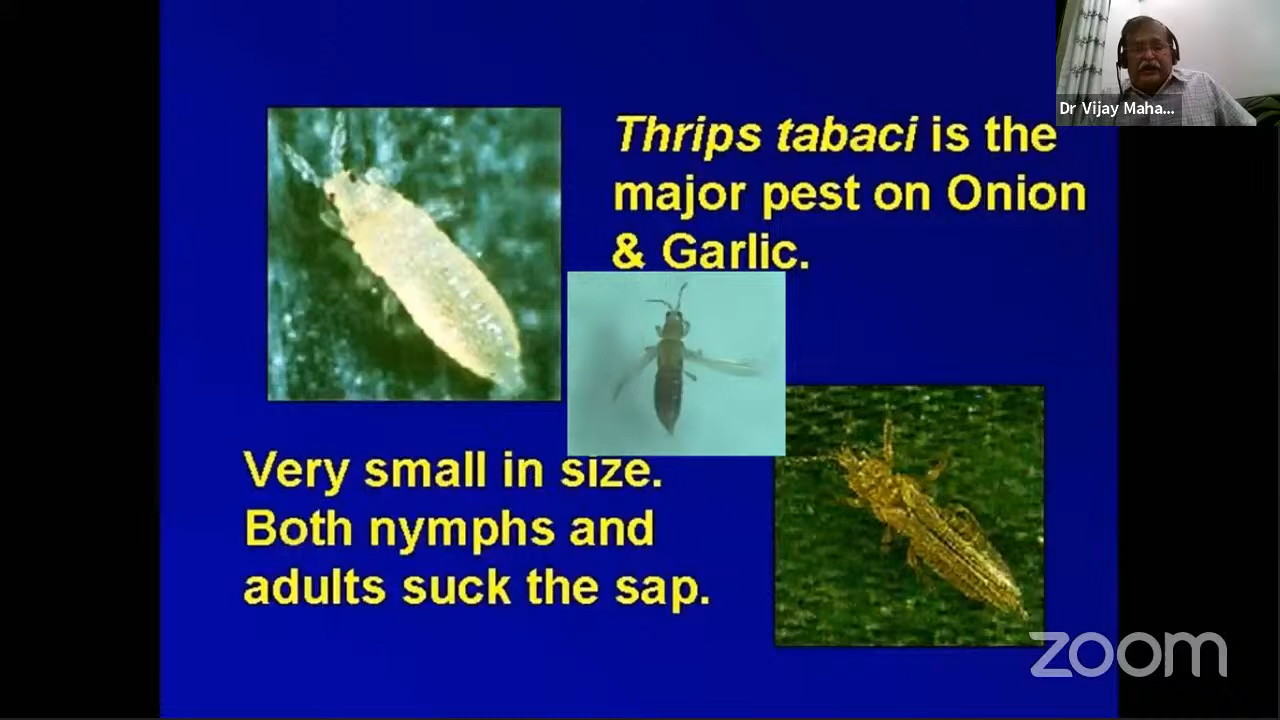 Dr Vijay Maha...
Thrips tabaci is the
major pest on Onion
& Garlic.
Very small in size.
Both nymphs and
adults suck the sap.
zoom